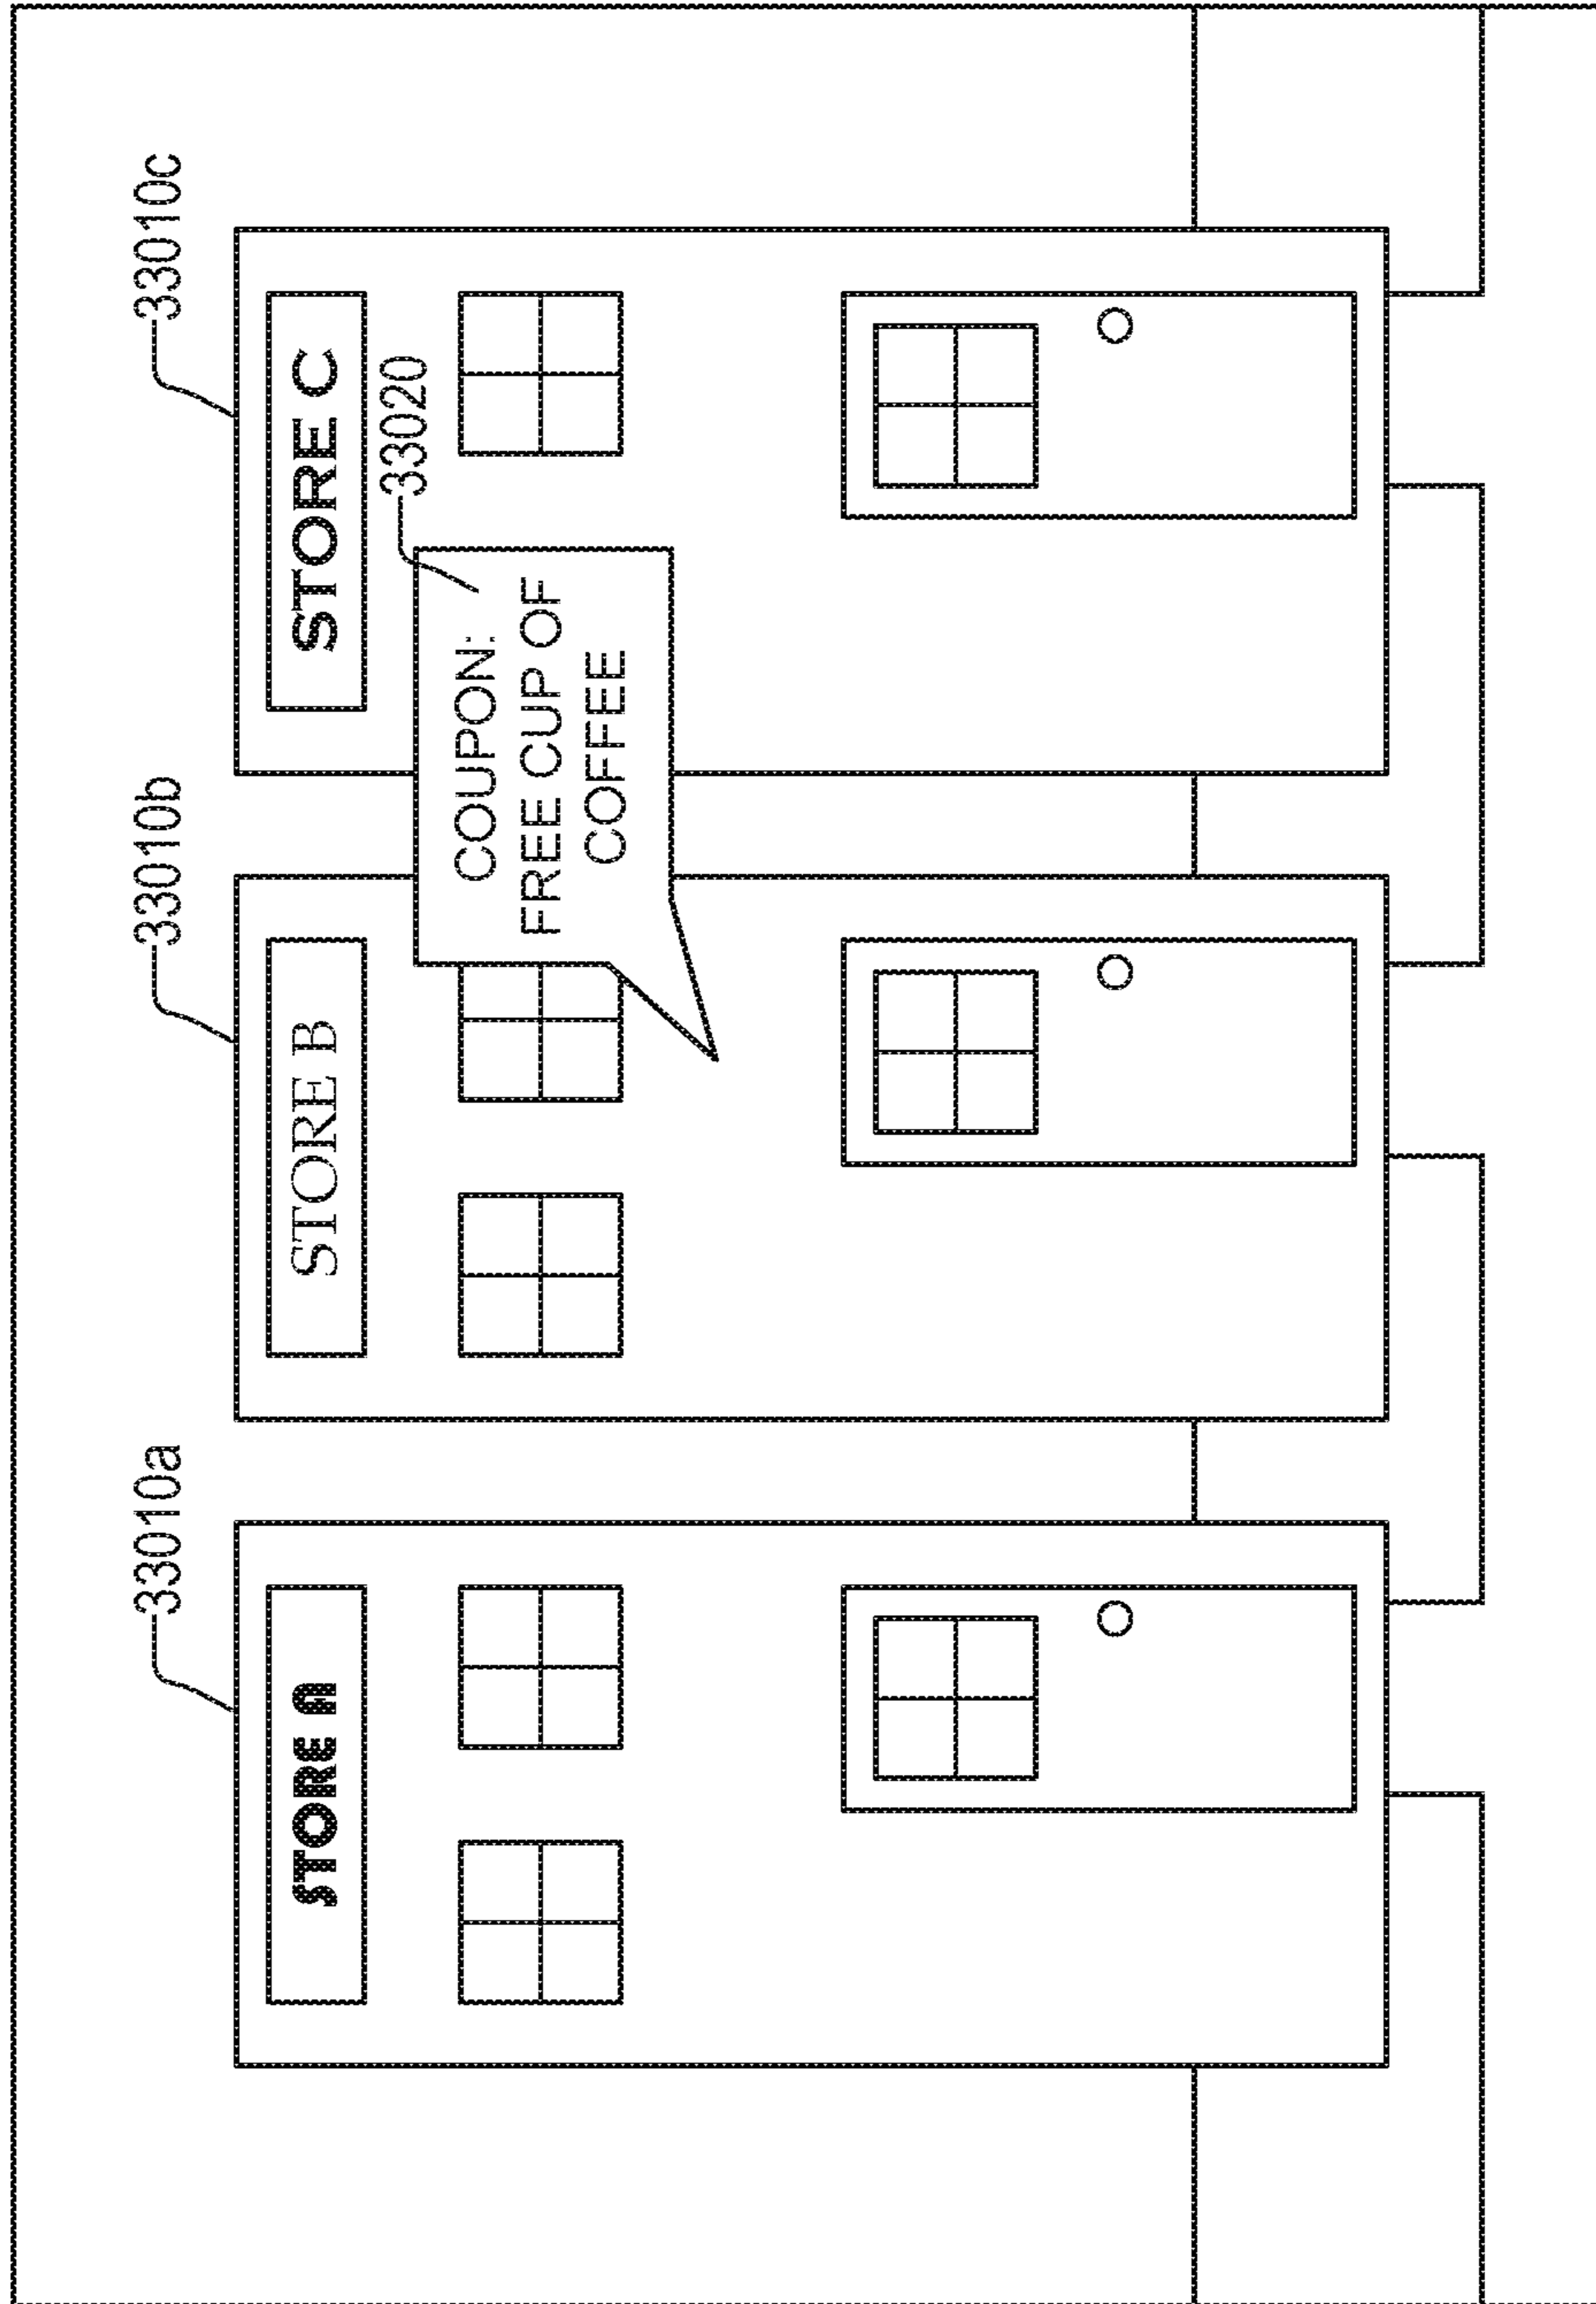 33010a
33010b
33010c
STORE A
STORE B
STORE C
33020
COUPON:
FREE CUP OF
COFFEE